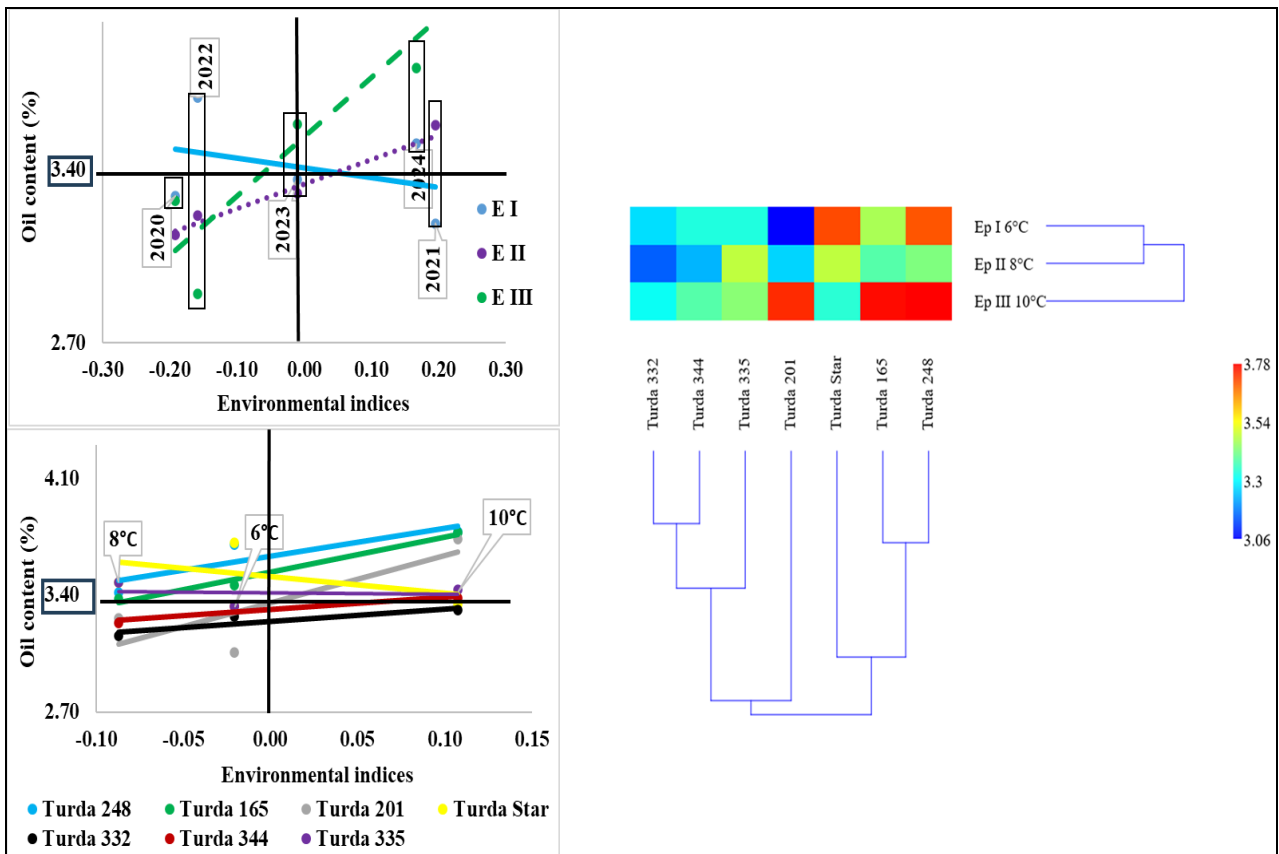 2022
Oil content (%)
3.40
2024
2020
2023
2021
E I
E II
E III
2.70
-0.30 -0.20 -0.10 0.00 0.10 0.20 0.30
Environmental indices
Ep I 6°C
Ep II 8°C
Ep III 10°C
Turda 332
Turda 344
Turda 335
Turda 201
Turda Star
Turda 165
Turda 248
3.78
3.54
3.3
3.06
Oil content (%)
4.10
8°C
6°C
10°C
3.40
2.70
-0.10 -0.05 0.00 0.05 0.10 0.15
Environmental indices
Turda 248 Turda 165 Turda 201 Turda Star
Turda 332 Turda 344 Turda 335